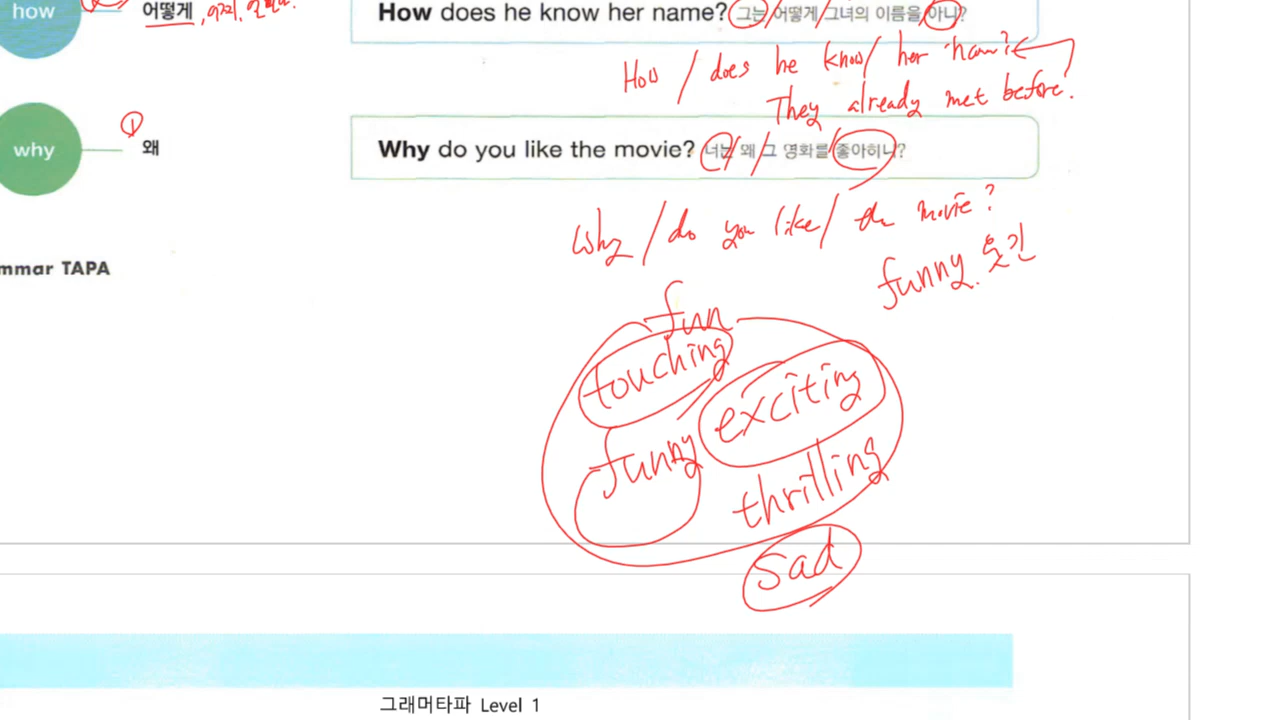 how
어떻게
How does he know her name? 그는 어떻게 그녀의 이름을 아니?
How / does he know / her name?
They already met before.
why
① 왜
Why do you like the movie? 너는 왜 그 영화를 좋아하니?
Why / do you like / the movie?
funny 웃긴
mmar TAPA
fun
touching
exciting
funny
thrilling
sad
그래머타파 Level 1